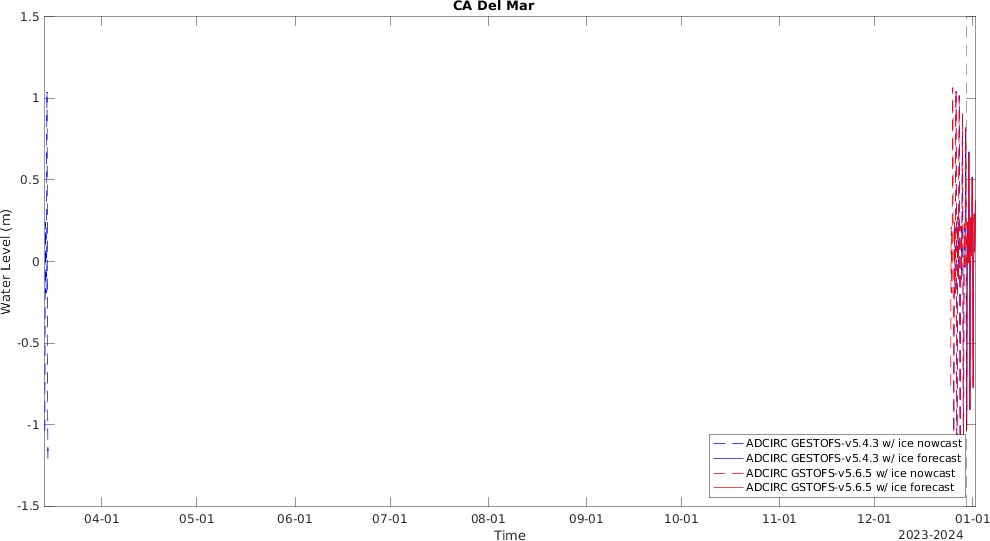 CA Del Mar
1.5
1
0.5
0
-0.5
-1
-1.5
Water Level (m)
04-01
05-01
06-01
07-01
08-01
09-01
10-01
11-01
12-01
01-01
2023-2024
Time
ADCIRC GESTOFS-v5.4.3 w/ ice nowcast
ADCIRC GESTOFS-v5.4.3 w/ ice forecast
ADCIRC GSTOFS-v5.6.5 w/ ice nowcast
ADCIRC GSTOFS-v5.6.5 w/ ice forecast